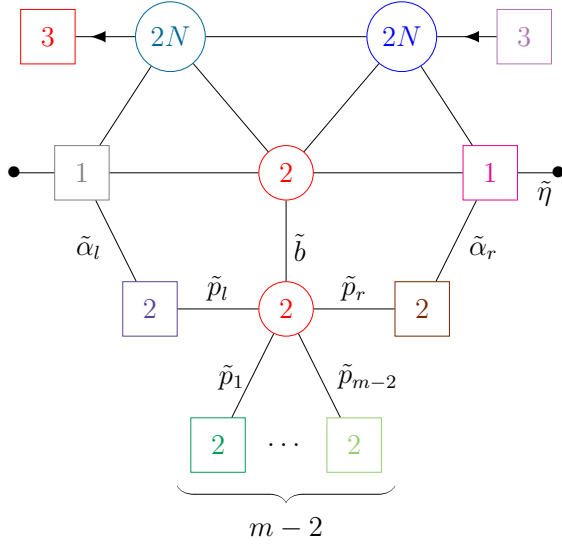 3 2N 2N 3
1 2 1
η̃
α̃_l b̃ α̃_r
2 p̃_l 2 p̃_r 2
p̃_1 p̃_{m−2}
2 ⋯ 2
m − 2